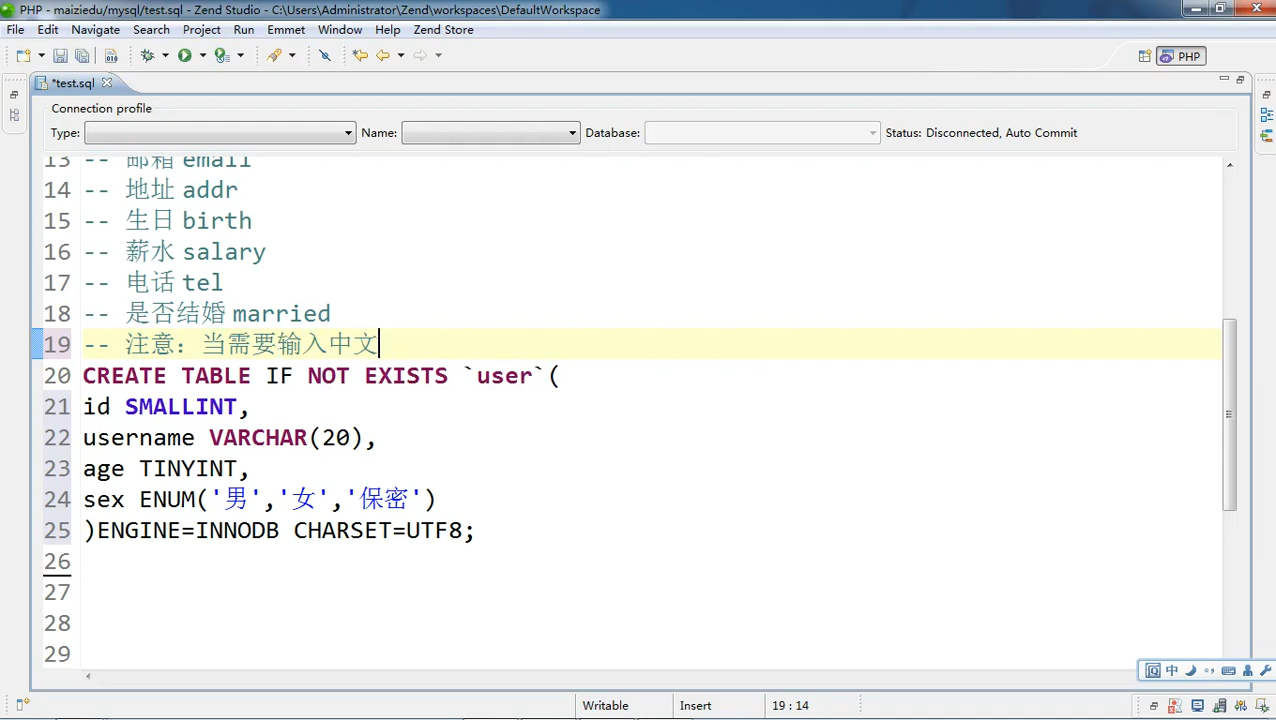 PHP - maiziedu/mysql/test.sql - Zend Studio - C:\Users\Administrator\Zend\workspaces\DefaultWorkspace
File Edit Navigate Search Project Run Emmet Window Help Zend Store
PHP
*test.sql
Connection profile
Type: Name: Database: Status: Disconnected, Auto Commit
13 -- 邮箱 email
14 -- 地址 addr
15 -- 生日 birth
16 -- 薪水 salary
17 -- 电话 tel
18 -- 是否结婚 married
19 -- 注意：当需要输入中文
20 CREATE TABLE IF NOT EXISTS `user`(
21 id SMALLINT,
22 username VARCHAR(20),
23 age TINYINT,
24 sex ENUM('男','女','保密')
25 )ENGINE=INNODB CHARSET=UTF8;
26
27
28
29
中
Writable Insert 19 : 14